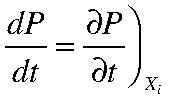 dP/dt = ∂P/∂t)_{X_i}